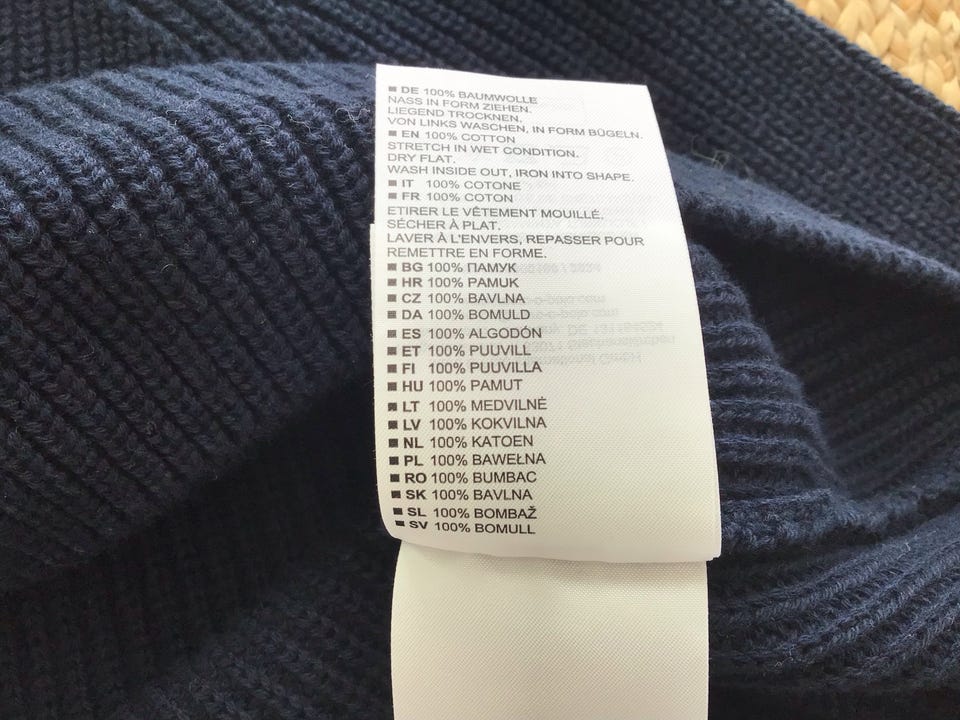 ■ DE 100% BAUMWOLLE
NASS IN FORM ZIEHEN.
LIEGEND TROCKNEN.
VON LINKS WASCHEN, IN FORM BÜGELN.
■ EN 100% COTTON
STRETCH IN WET CONDITION.
DRY FLAT.
WASH INSIDE OUT, IRON INTO SHAPE.
■ IT 100% COTONE
■ FR 100% COTON
ETIRER LE VÊTEMENT MOUILLÉ.
SÉCHER À PLAT.
LAVER À L'ENVERS, REPASSER POUR
REMETTRE EN FORME.
■ BG 100% ПАМУК
■ HR 100% PAMUK
■ CZ 100% BAVLNA
■ DA 100% BOMULD
■ ES 100% ALGODÓN
■ ET 100% PUUVILL
■ FI 100% PUUVILLA
■ HU 100% PAMUT
■ LT 100% MEDVILNĖ
■ LV 100% KOKVILNA
■ NL 100% KATOEN
■ PL 100% BAWEŁNA
■ RO 100% BUMBAC
■ SK 100% BAVLNA
■ SL 100% BOMBAŽ
■ SV 100% BOMULL